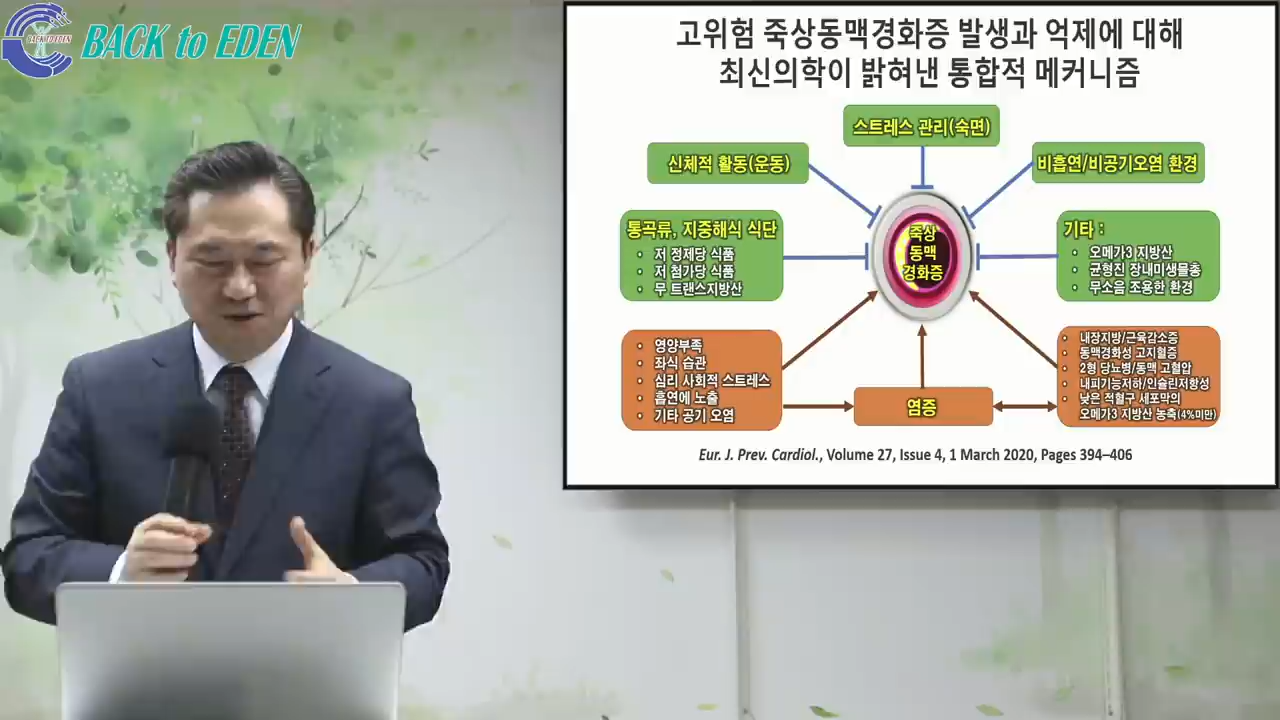 BACK to EDEN
BACK TO EDEN
고위험 죽상동맥경화증 발생과 억제에 대해
최신의학이 밝혀낸 통합적 메커니즘
스트레스 관리(숙면)
신체적 활동(운동)
비흡연/비공기오염 환경
통곡류, 지중해식 식단
• 저 정제당 식품
• 저 첨가당 식품
• 무 트랜스지방산
죽상
동맥
경화증
기타 :
• 오메가3 지방산
• 균형진 장내미생물총
• 무소음 조용한 환경
• 영양부족
• 좌식 습관
• 심리 사회적 스트레스
• 흡연에 노출
• 기타 공기 오염
염증
• 내장지방/근육감소증
• 동맥경화성 고지혈증
• 2형 당뇨병/동맥 고혈압
• 내피기능저하/인슐린저항성
• 낮은 적혈구 세포막의
오메가3 지방산 농축(4%미만)
Eur. J. Prev. Cardiol., Volume 27, Issue 4, 1 March 2020, Pages 394–406